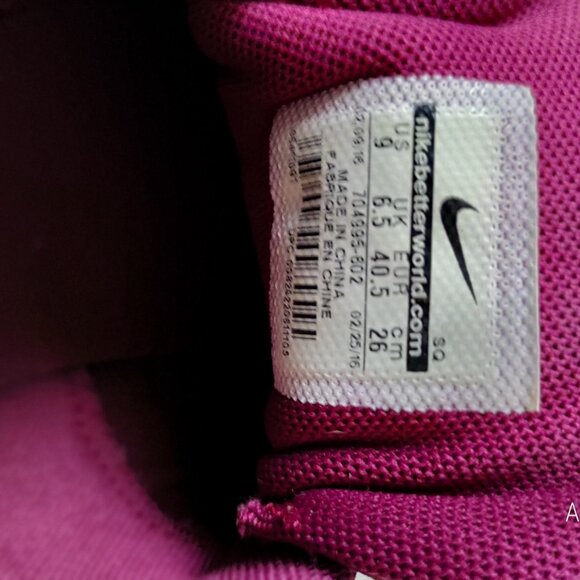 SQ
nikebetterworld.com
US UK EUR cm
9 6.5 40.5 26
704995-602 02/25/16
MADE IN CHINA
FABRIQUE EN CHINE
A